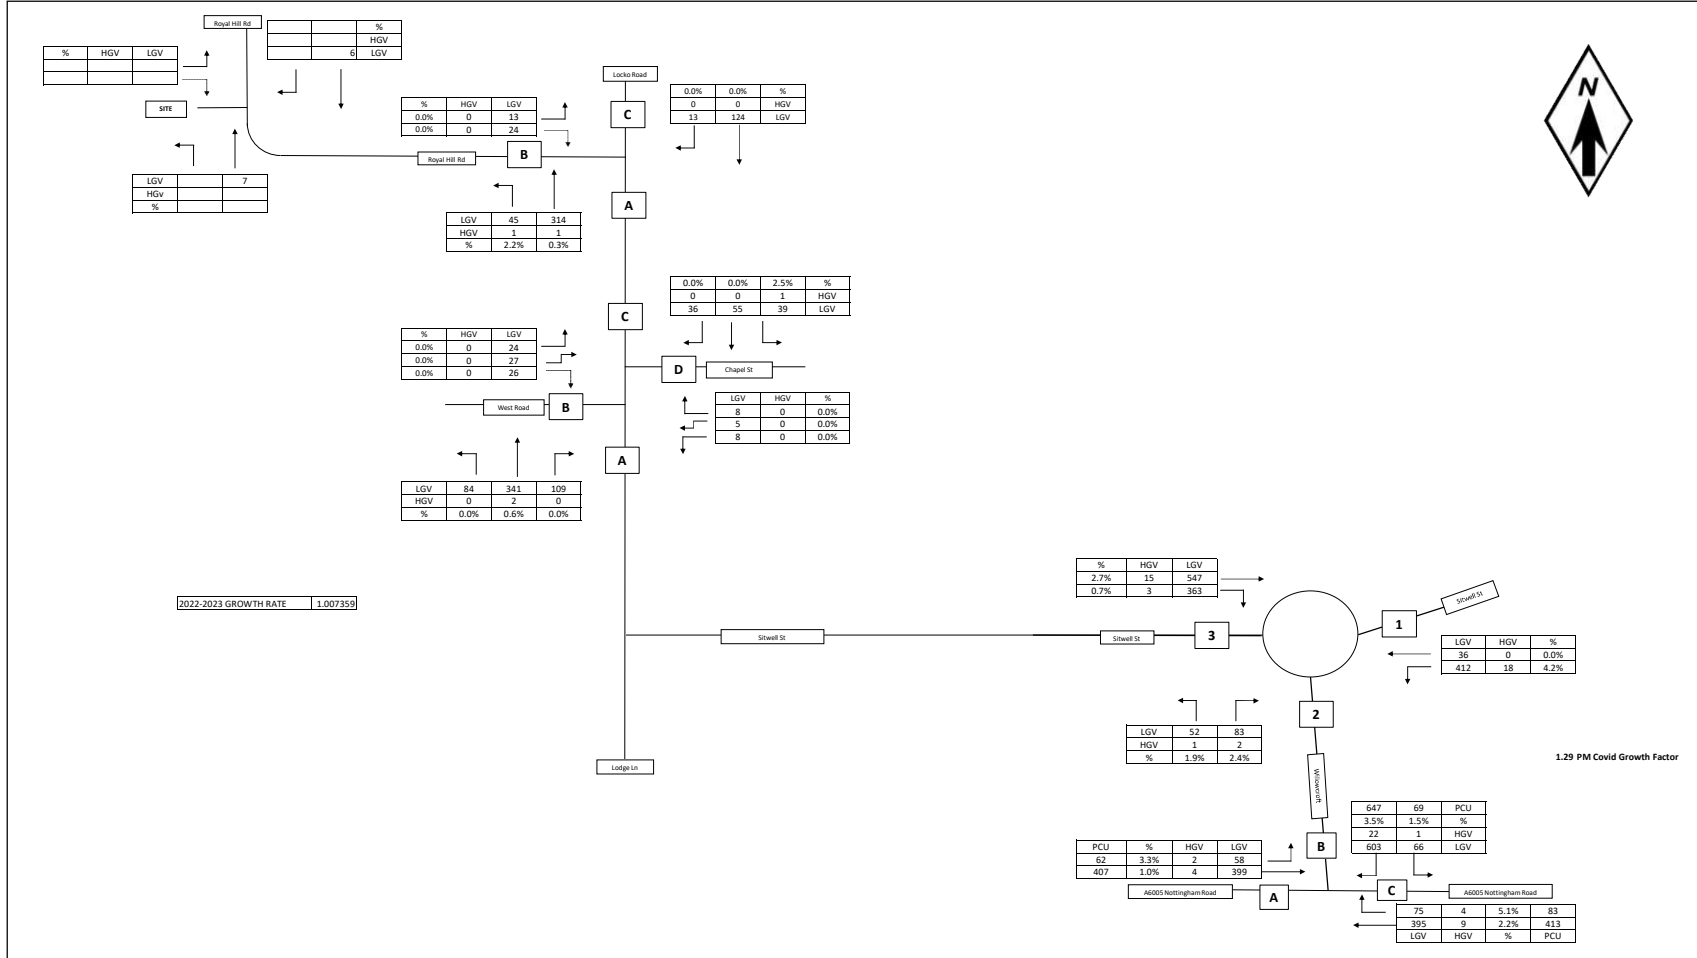 Royal Hill Rd
%
HGV
6 LGV
% HGV LGV
SITE
LGV 7
HGv
%
Locko Road
C
0.0% 0.0% %
0 0 HGV
13 124 LGV
% HGV LGV
0.0% 0 13
0.0% 0 24
Royal Hill Rd
B
A
LGV 45 314
HGV 1 1
% 2.2% 0.3%
N
0.0% 0.0% 2.5% %
0 0 1 HGV
36 55 39 LGV
C
% HGV LGV
0.0% 0 24
0.0% 0 27
0.0% 0 26
D
Chapel St
West Road
B
LGV HGV %
8 0 0.0%
5 0 0.0%
8 0 0.0%
A
LGV 84 341 109
HGV 0 2 0
% 0.0% 0.6% 0.0%
2022-2023 GROWTH RATE 1.007359
% HGV LGV
2.7% 15 547
0.7% 3 363
Sitwell St
Sitwell St
3
1
Sitwell St
LGV HGV %
36 0 0.0%
412 18 4.2%
2
LGV 52 83
HGV 1 2
% 1.9% 2.4%
Lodge Ln
1.29 PM Covid Growth Factor
Willowcroft
647 69 PCU
3.5% 1.5% %
22 1 HGV
603 66 LGV
B
PCU % HGV LGV
62 3.3% 2 58
407 1.0% 4 399
A6005 Nottingham Road
A
C
A6005 Nottingham Road
75 4 5.1% 83
395 9 2.2% 413
LGV HGV % PCU